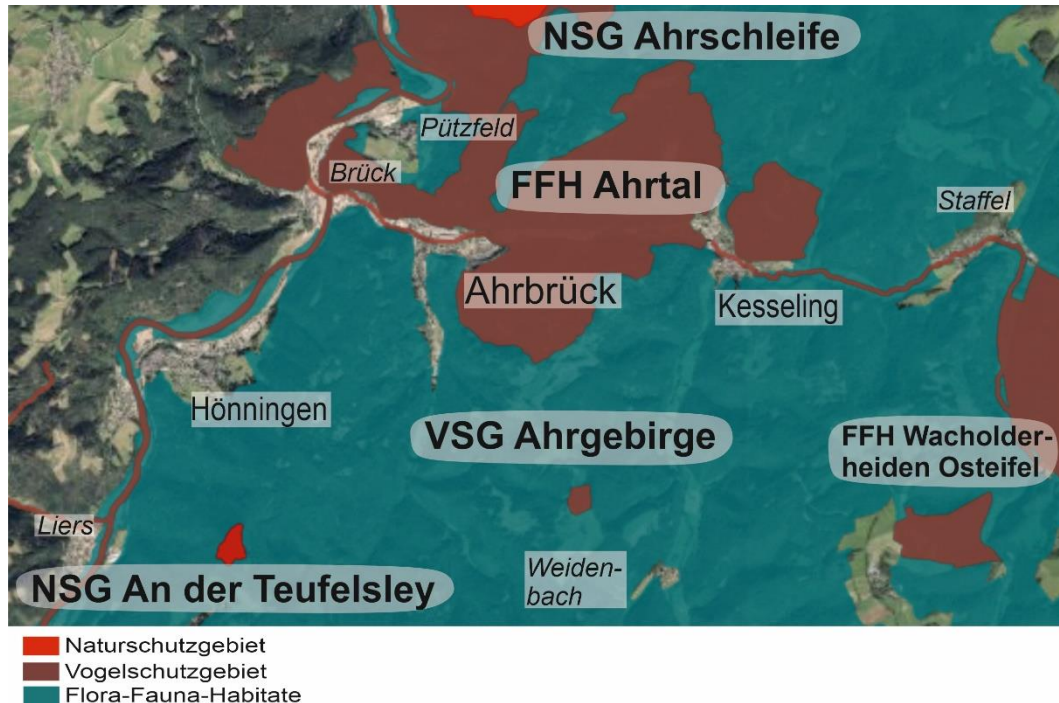 NSG Ahrschleife
Pützfeld
Brück
FFH Ahrtal
Staffel
Ahrbrück
Kesseling
Hönningen
VSG Ahrgebirge
FFH Wacholder-
heiden Osteifel
Liers
NSG An der Teufelsley
Weiden-
bach
Naturschutzgebiet
Vogelschutzgebiet
Flora-Fauna-Habitate